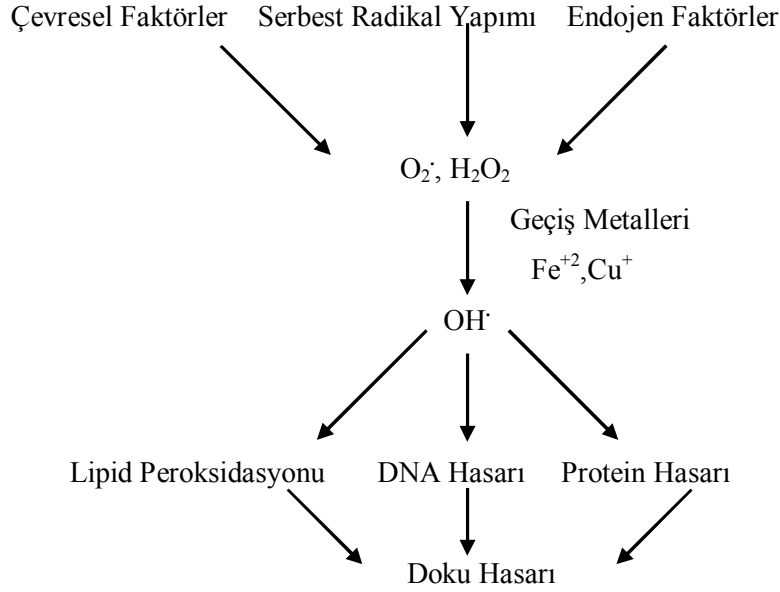 Çevresel Faktörler Serbest Radikal Yapımı Endojen Faktörler
O₂·, H₂O₂
Geçiş Metalleri
Fe⁺²,Cu⁺
OH·
Lipid Peroksidasyonu DNA Hasarı Protein Hasarı
Doku Hasarı